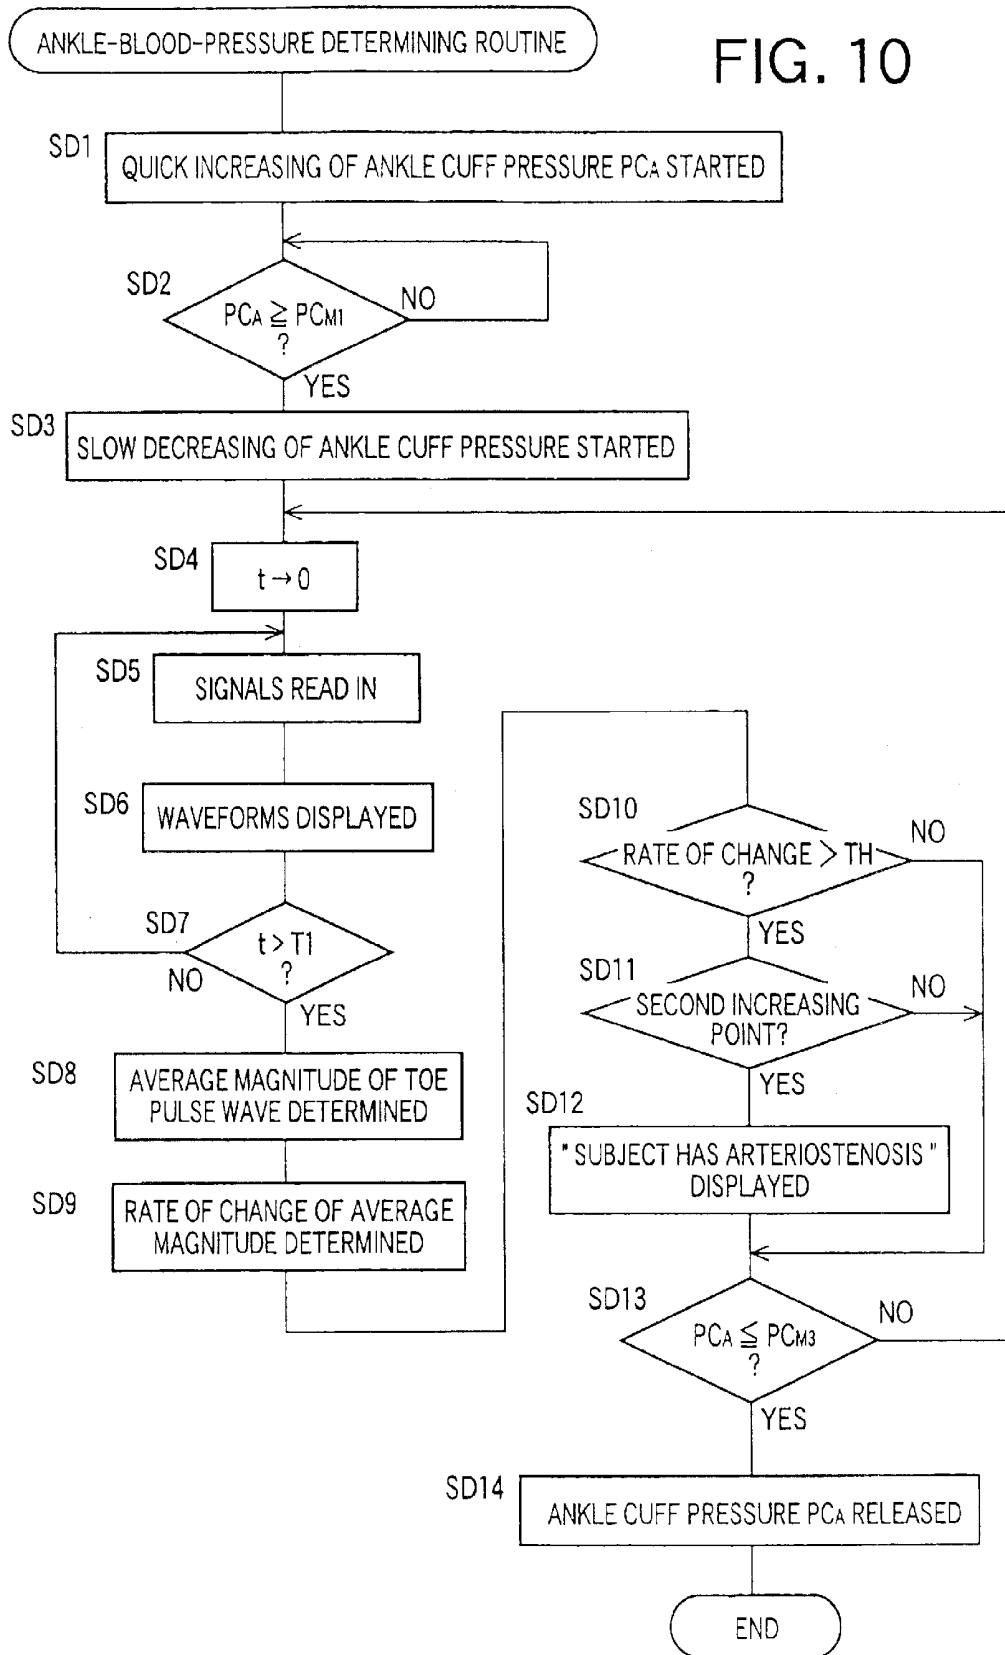 ANKLE-BLOOD-PRESSURE DETERMINING ROUTINE
FIG. 10
SD1
QUICK INCREASING OF ANKLE CUFF PRESSURE PCA STARTED
SD2
PCA ≧ PCM1
?
NO
YES
SD3
SLOW DECREASING OF ANKLE CUFF PRESSURE STARTED
SD4
t → 0
SD5
SIGNALS READ IN
SD6
WAVEFORMS DISPLAYED
SD7
t > T1
?
NO
YES
SD8
AVERAGE MAGNITUDE OF TOE
PULSE WAVE DETERMINED
SD9
RATE OF CHANGE OF AVERAGE
MAGNITUDE DETERMINED
SD10
RATE OF CHANGE > TH
?
NO
YES
SD11
SECOND INCREASING
POINT?
NO
YES
SD12
"SUBJECT HAS ARTERIOSTENOSIS"
DISPLAYED
SD13
PCA ≦ PCM3
?
NO
YES
SD14
ANKLE CUFF PRESSURE PCA RELEASED
END